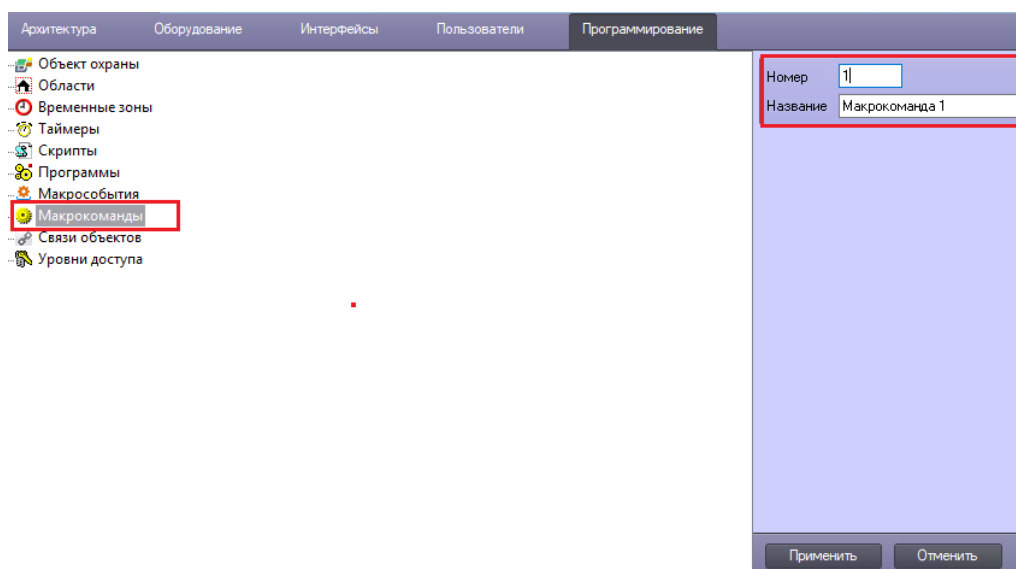 Архитектура Оборудование Интерфейсы Пользователи Программирование
Объект охраны
Области
Временные зоны
Таймеры
Скрипты
Программы
Макрособытия
Макрокоманды
Связи объектов
Уровни доступа
Номер 1
Название Макрокоманда 1
Применить Отменить